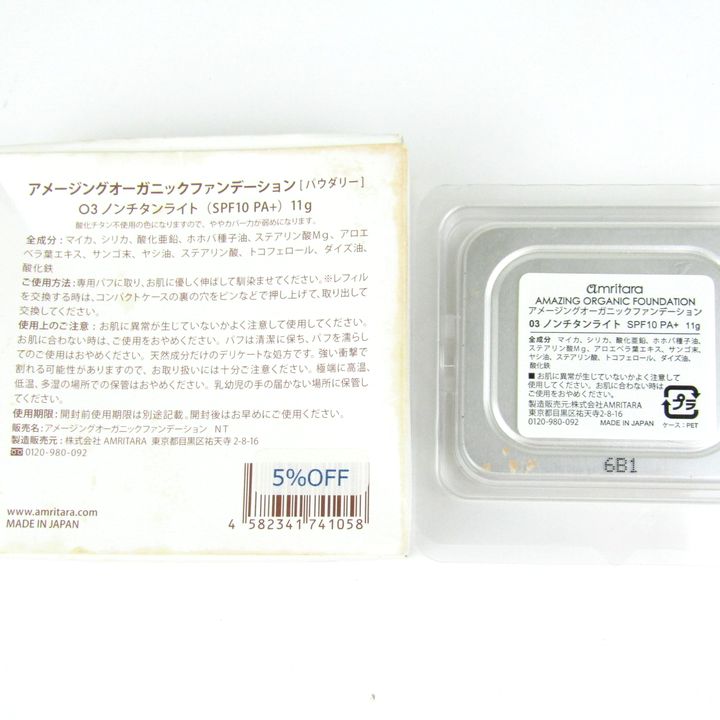 アメージングオーガニックファンデーション[パウダリー]
03 ノンチタンライト（SPF10 PA+）11g
酸化チタン不使用の色になりますので、ややカバー力が弱めになります。
全成分：マイカ、シリカ、酸化亜鉛、ホホバ種子油、ステアリン酸Mg、アロエ
ベラ葉エキス、サンゴ末、ヤシ油、ステアリン酸、トコフェロール、ダイズ油、
酸化鉄
ご使用方法：専用パフに取り、お肌に優しく伸ばして馴染ませてください。※レフィル
を交換する時は、コンパクトケースの裏の穴をピンなどで押し上げて、取り出して
交換してください。
使用上のご注意：お肌に異常が生じていないかよく注意して使用してください。
お肌に合わない時は、ご使用をおやめください。パフは清潔に保ち、パフを濡らし
てのご使用はおやめください。天然成分だけのデリケートな処方です。強い衝撃で
割れる可能性がありますので、お取り扱いには十分ご注意ください。極端に高温、
低温、多湿の場所での保管はおやめください。乳幼児の手の届かない場所に保管し
てください。
使用期限：開封前使用期限は別途記載。開封後はお早めにご使用ください。
販売名：アメージングオーガニックファンデーション NT
製造販売元：株式会社 AMRITARA 東京都目黒区祐天寺2-8-16
0120-980-092
5%OFF
4 582341 741058
www.amritara.com
MADE IN JAPAN
amritara
AMAZING ORGANIC FOUNDATION
アメージングオーガニックファンデーション
03 ノンチタンライト SPF10 PA+ 11g
全成分 マイカ、シリカ、酸化亜鉛、ホホバ種子油、
ステアリン酸Mg、アロエベラ葉エキス、サンゴ末、
ヤシ油、ステアリン酸、トコフェロール、ダイズ油、
酸化鉄
■お肌に異常が生じていないかよく注意して
使用してください。お肌に合わない時は
ご使用をおやめください。
製造販売元:株式会社AMRITARA
東京都目黒区祐天寺2-8-16
0120-980-092 MADE IN JAPAN
プラ
ケース：PET
6B1